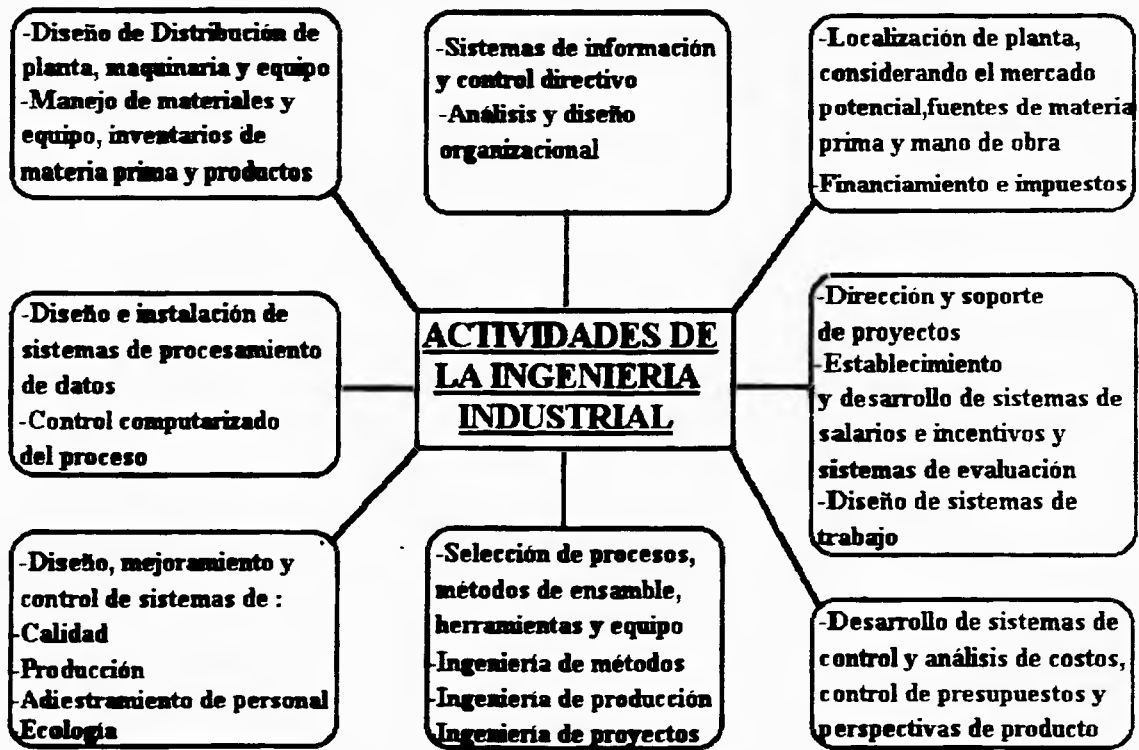 -Diseño de Distribución de
planta, maquinaria y equipo
-Manejo de materiales y
equipo, inventarios de
materia prima y productos
-Sistemas de información
y control directivo
-Análisis y diseño
organizacional
-Localización de planta,
considerando el mercado
potencial,fuentes de materia
prima y mano de obra
-Financiamiento e impuestos
-Diseño e instalación de
sistemas de procesamiento
de datos
-Control computarizado
del proceso
ACTIVIDADES DE
LA INGENIERIA
INDUSTRIAL
-Dirección y soporte
de proyectos
-Establecimiento
y desarrollo de sistemas de
salarios e incentivos y
sistemas de evaluación
-Diseño de sistemas de
trabajo
-Diseño, mejoramiento y
control de sistemas de :
-Calidad
-Producción
-Adiestramiento de personal
Ecología
-Selección de procesos,
métodos de ensamble,
herramientas y equipo
-Ingeniería de métodos
-Ingeniería de producción
-Ingeniería de proyectos
-Desarrollo de sistemas de
control y análisis de costos,
control de presupuestos y
perspectivas de producto